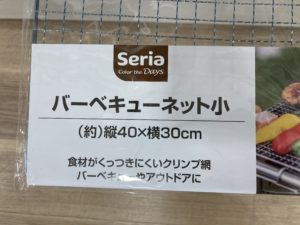 Seria
Color the Days
バーベキューネット小
(約)縦40×横30cm
食材がくっつきにくいクリンプ網
バーベキューやアウトドアに